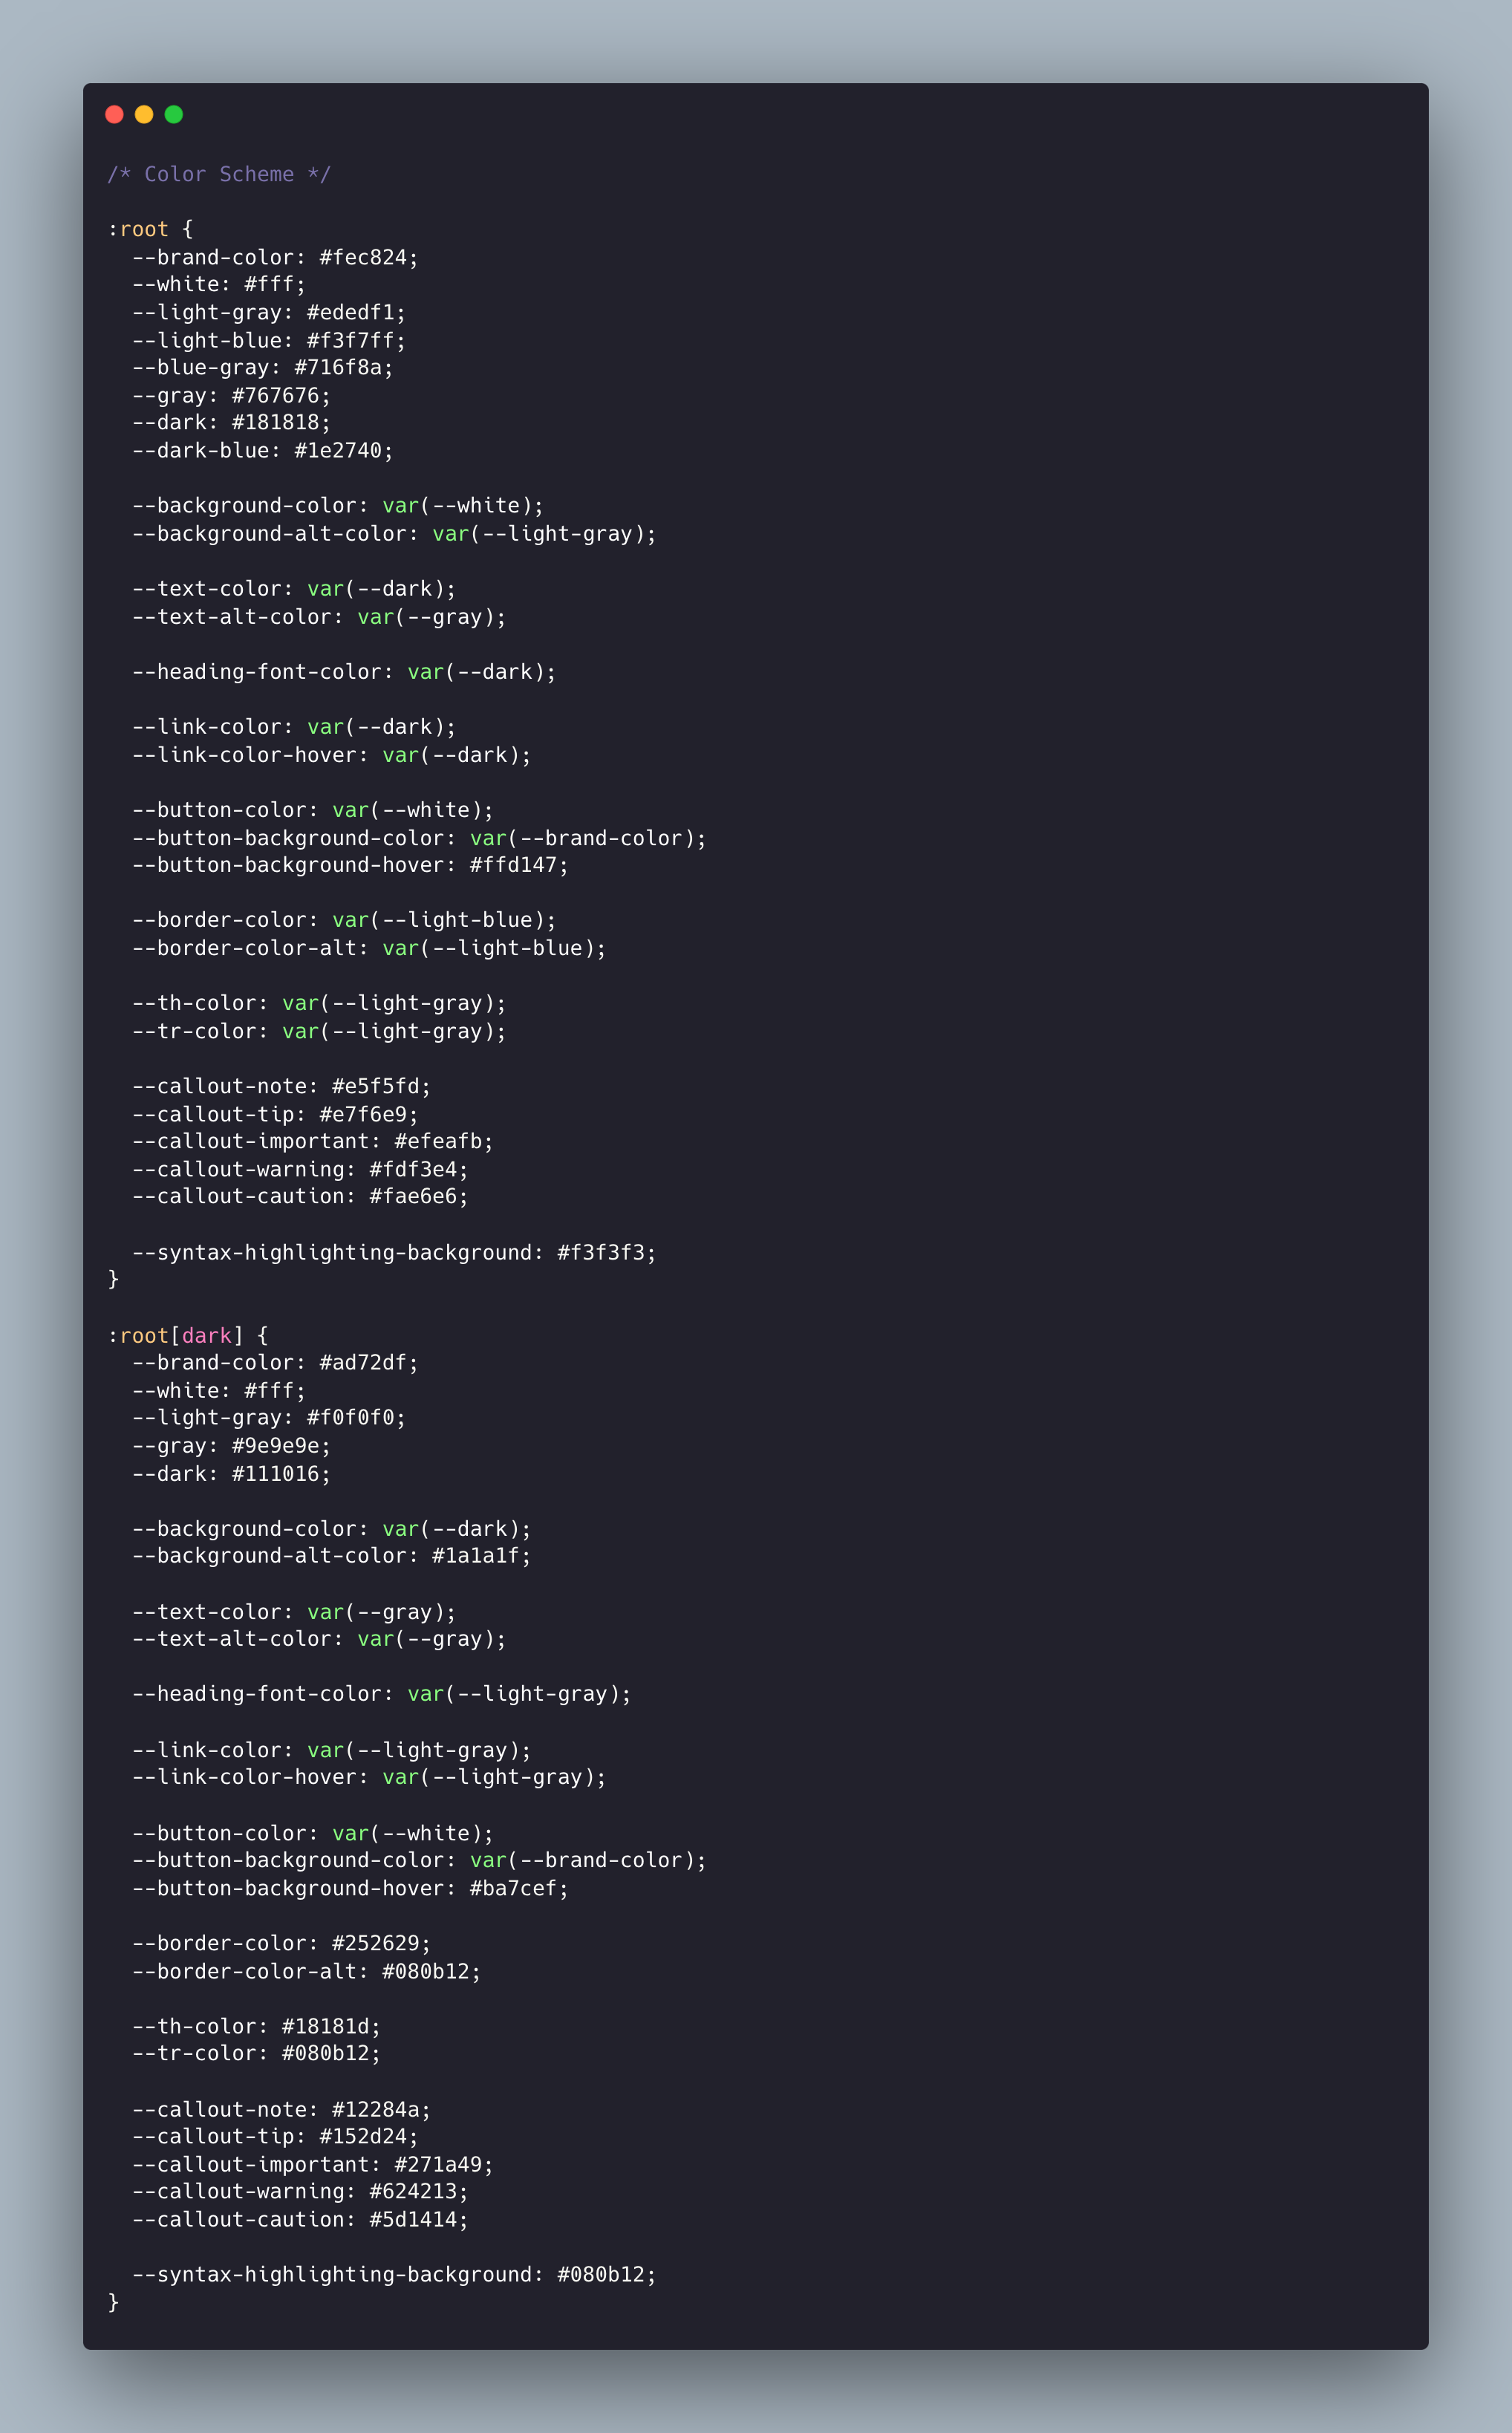 /* Color Scheme */

:root {
  --brand-color: #fec824;
  --white: #fff;
  --light-gray: #ededf1;
  --light-blue: #f3f7ff;
  --blue-gray: #716f8a;
  --gray: #767676;
  --dark: #181818;
  --dark-blue: #1e2740;

  --background-color: var(--white);
  --background-alt-color: var(--light-gray);

  --text-color: var(--dark);
  --text-alt-color: var(--gray);

  --heading-font-color: var(--dark);

  --link-color: var(--dark);
  --link-color-hover: var(--dark);

  --button-color: var(--white);
  --button-background-color: var(--brand-color);
  --button-background-hover: #ffd147;

  --border-color: var(--light-blue);
  --border-color-alt: var(--light-blue);

  --th-color: var(--light-gray);
  --tr-color: var(--light-gray);

  --callout-note: #e5f5fd;
  --callout-tip: #e7f6e9;
  --callout-important: #efeafb;
  --callout-warning: #fdf3e4;
  --callout-caution: #fae6e6;

  --syntax-highlighting-background: #f3f3f3;
}

:root[dark] {
  --brand-color: #ad72df;
  --white: #fff;
  --light-gray: #f0f0f0;
  --gray: #9e9e9e;
  --dark: #111016;

  --background-color: var(--dark);
  --background-alt-color: #1a1a1f;

  --text-color: var(--gray);
  --text-alt-color: var(--gray);

  --heading-font-color: var(--light-gray);

  --link-color: var(--light-gray);
  --link-color-hover: var(--light-gray);

  --button-color: var(--white);
  --button-background-color: var(--brand-color);
  --button-background-hover: #ba7cef;

  --border-color: #252629;
  --border-color-alt: #080b12;

  --th-color: #18181d;
  --tr-color: #080b12;

  --callout-note: #12284a;
  --callout-tip: #152d24;
  --callout-important: #271a49;
  --callout-warning: #624213;
  --callout-caution: #5d1414;

  --syntax-highlighting-background: #080b12;
}